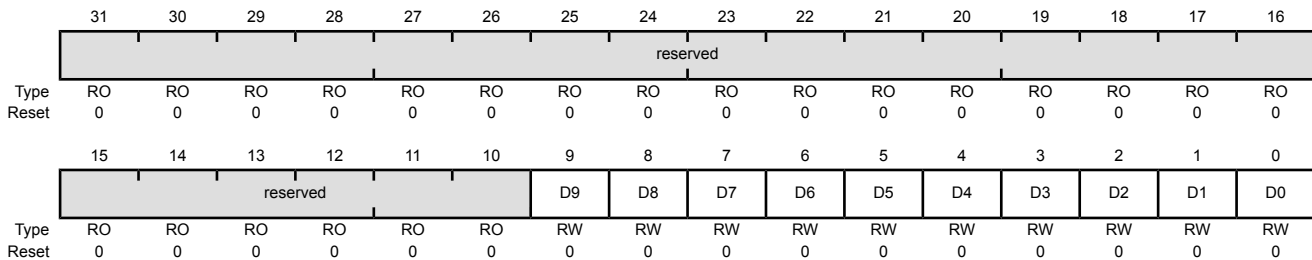 31 30 29 28 27 26 25 24 23 22 21 20 19 18 17 16
reserved
Type RO RO RO RO RO RO RO RO RO RO RO RO RO RO RO RO
Reset 0 0 0 0 0 0 0 0 0 0 0 0 0 0 0 0
15 14 13 12 11 10 9 8 7 6 5 4 3 2 1 0
reserved D9 D8 D7 D6 D5 D4 D3 D2 D1 D0
Type RO RO RO RO RO RO RW RW RW RW RW RW RW RW RW RW
Reset 0 0 0 0 0 0 0 0 0 0 0 0 0 0 0 0